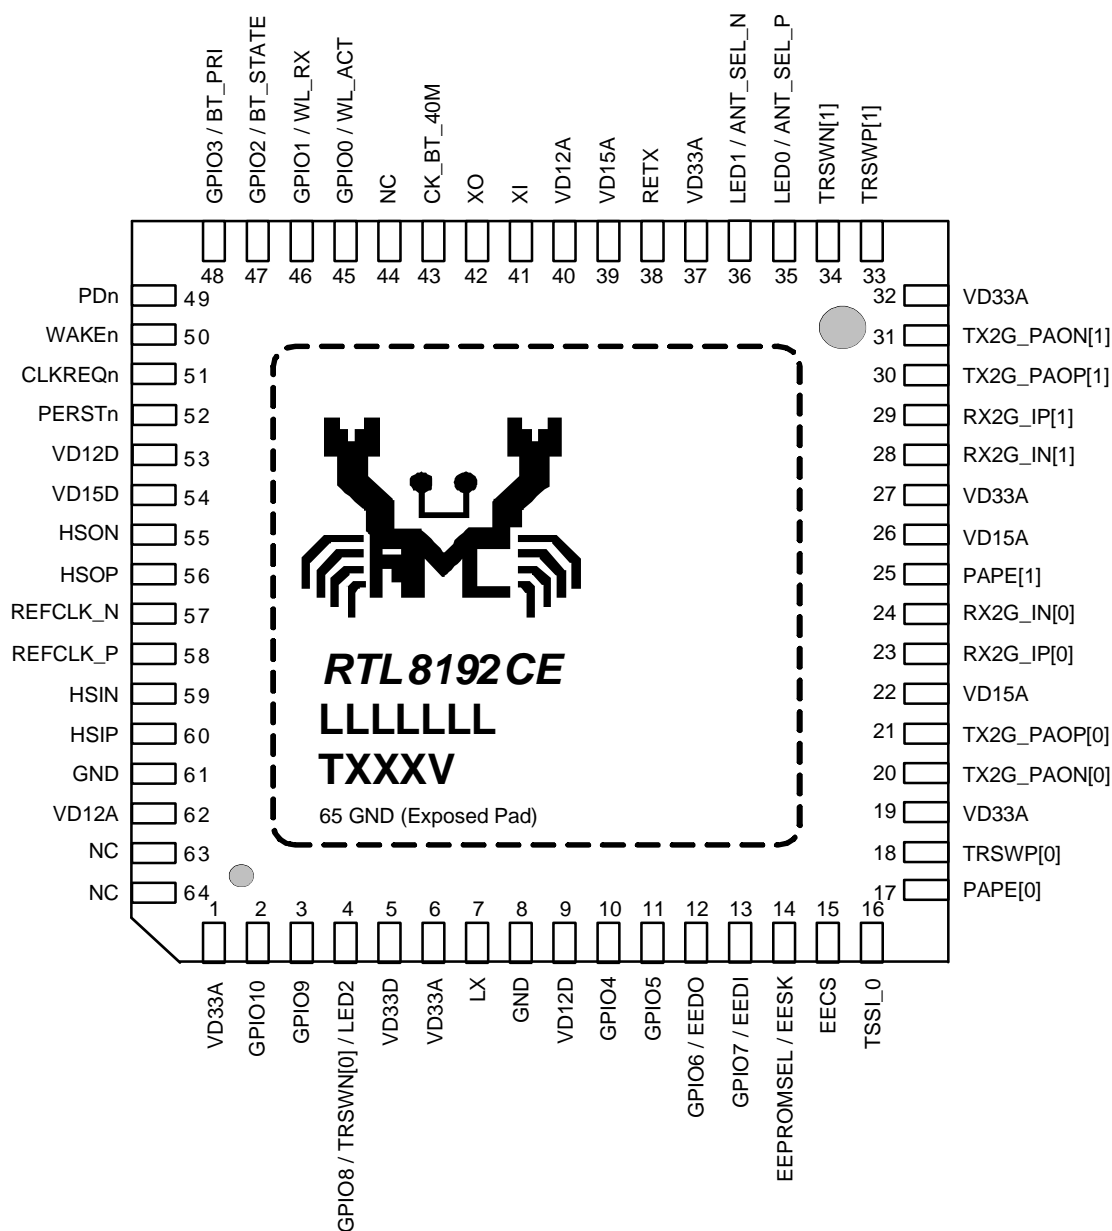 GPIO3 / BT_PRI
GPIO2 / BT_STATE
GPIO1 / WL_RX
GPIO0 / WL_ACT
NC
CK_BT_40M
XO
XI
VD12A
VD15A
RETX
VD33A
LED1 / ANT_SEL_N
LED0 / ANT_SEL_P
TRSWN[1]
TRSWP[1]
48 47 46 45 44 43 42 41 40 39 38 37 36 35 34 33
PDn 49
WAKEn 50
CLKREQn 51
PERSTn 52
VD12D 53
VD15D 54
HSON 55
HSOP 56
REFCLK_N 57
REFCLK_P 58
HSIN 59
HSIP 60
GND 61
VD12A 62
NC 63
NC 64
RTL8192CE
LLLLLLL
TXXXV
65 GND (Exposed Pad)
32 VD33A
31 TX2G_PAON[1]
30 TX2G_PAOP[1]
29 RX2G_IP[1]
28 RX2G_IN[1]
27 VD33A
26 VD15A
25 PAPE[1]
24 RX2G_IN[0]
23 RX2G_IP[0]
22 VD15A
21 TX2G_PAOP[0]
20 TX2G_PAON[0]
19 VD33A
18 TRSWP[0]
17 PAPE[0]
1 2 3 4 5 6 7 8 9 10 11 12 13 14 15 16
VD33A
GPIO10
GPIO9
GPIO8 / TRSWN[0] / LED2
VD33D
VD33A
LX
GND
VD12D
GPIO4
GPIO5
GPIO6 / EEDO
GPIO7 / EEDI
EEPROMSEL / EESK
EECS
TSSI_0